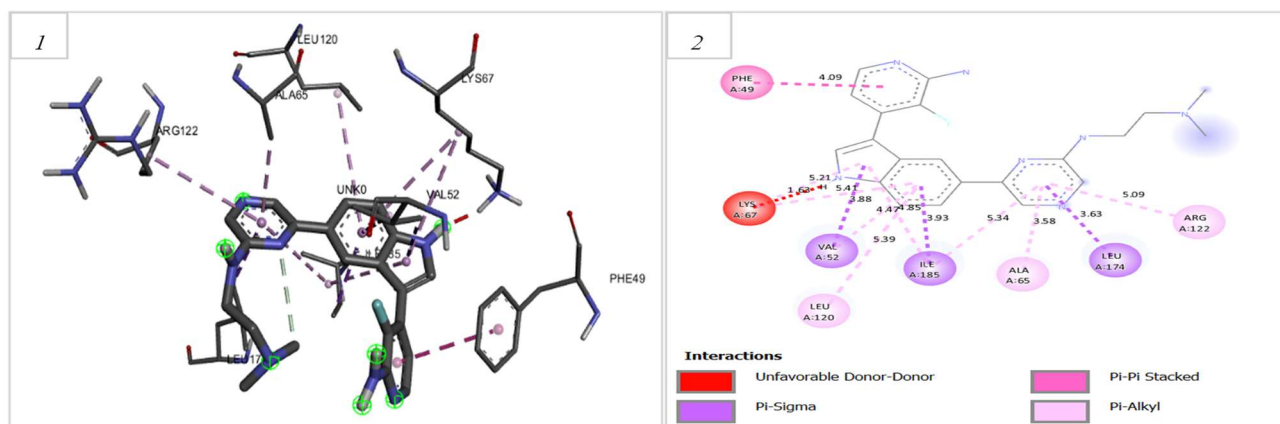 1
LEU120
ALA65
LYS67
ARG122
UNK0
VAL52
PHE49
2
PHE
A:49
4.09
H
5.21
1.63
5.41
LYS
A:67
3.88
4.47
4.85
3.93
5.34
3.58
3.63
5.09
ARG
A:122
5.39
VAL
A:52
ILE
A:185
ALA
A:65
LEU
A:174
LEU
A:120
Interactions
Unfavorable Donor-Donor
Pi-Pi Stacked
Pi-Sigma
Pi-Alkyl